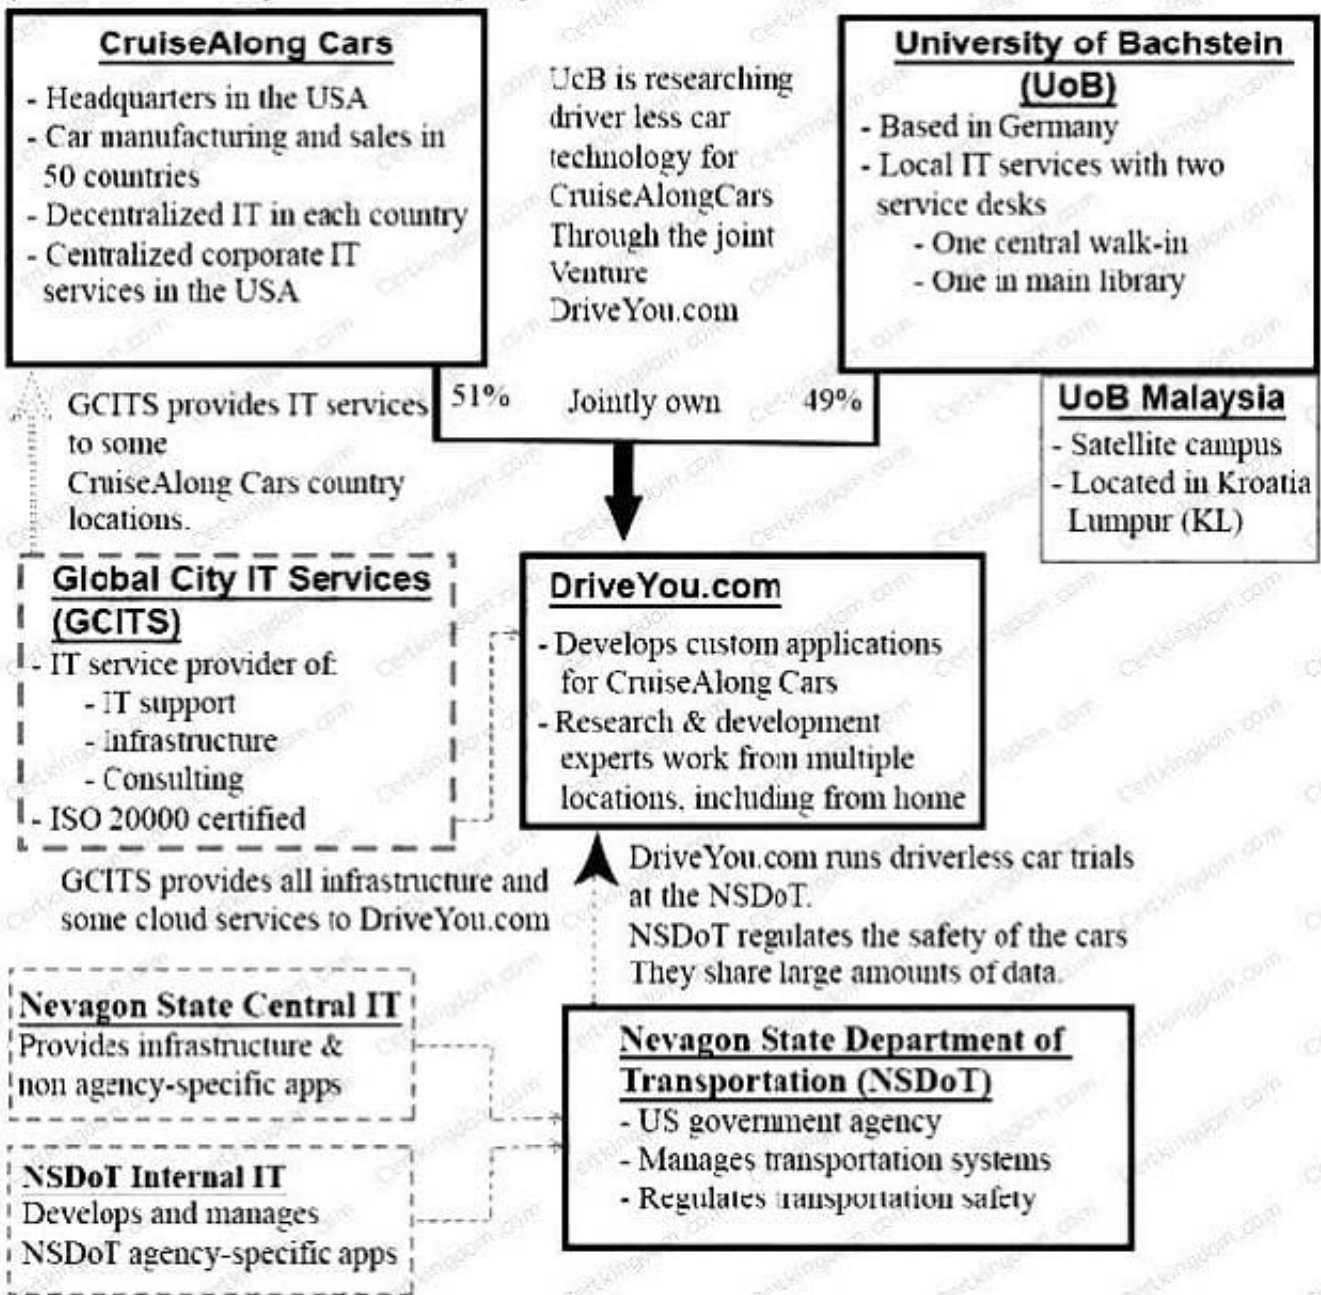 CruiseAlong Cars
- Headquarters in the USA
- Car manufacturing and sales in
50 countries
- Decentralized IT in each country
- Centralized corporate IT
services in the USA
UcB is researching
driver less car
technology for
CruiseAlongCars
Through the joint
Venture
DriveYou.com
University of Bachstein
(UoB)
- Based in Germany
- Local IT services with two
service desks
- One central walk-in
- One in main library
51% Jointly own 49%
UoB Malaysia
- Satellite campus
- Located in Kroatia
Lumpur (KL)
GCITS provides IT services
to some
CruiseAlong Cars country
locations.
Global City IT Services
(GCITS)
- IT service provider of:
- IT support
- Infrastructure
- Consulting
- ISO 20000 certified
DriveYou.com
- Develops custom applications
for CruiseAlong Cars
- Research & development
experts work from multiple
locations, including from home
GCITS provides all infrastructure and
some cloud services to DriveYou.com
DriveYou.com runs driverless car trials
at the NSDoT.
NSDoT regulates the safety of the cars
They share large amounts of data.
Nevagon State Central IT
Provides infrastructure &
non agency-specific apps
NSDoT Internal IT
Develops and manages
NSDoT agency-specific apps
Nevagon State Department of
Transportation (NSDoT)
- US government agency
- Manages transportation systems
- Regulates transportation safety
Certkingdom.com